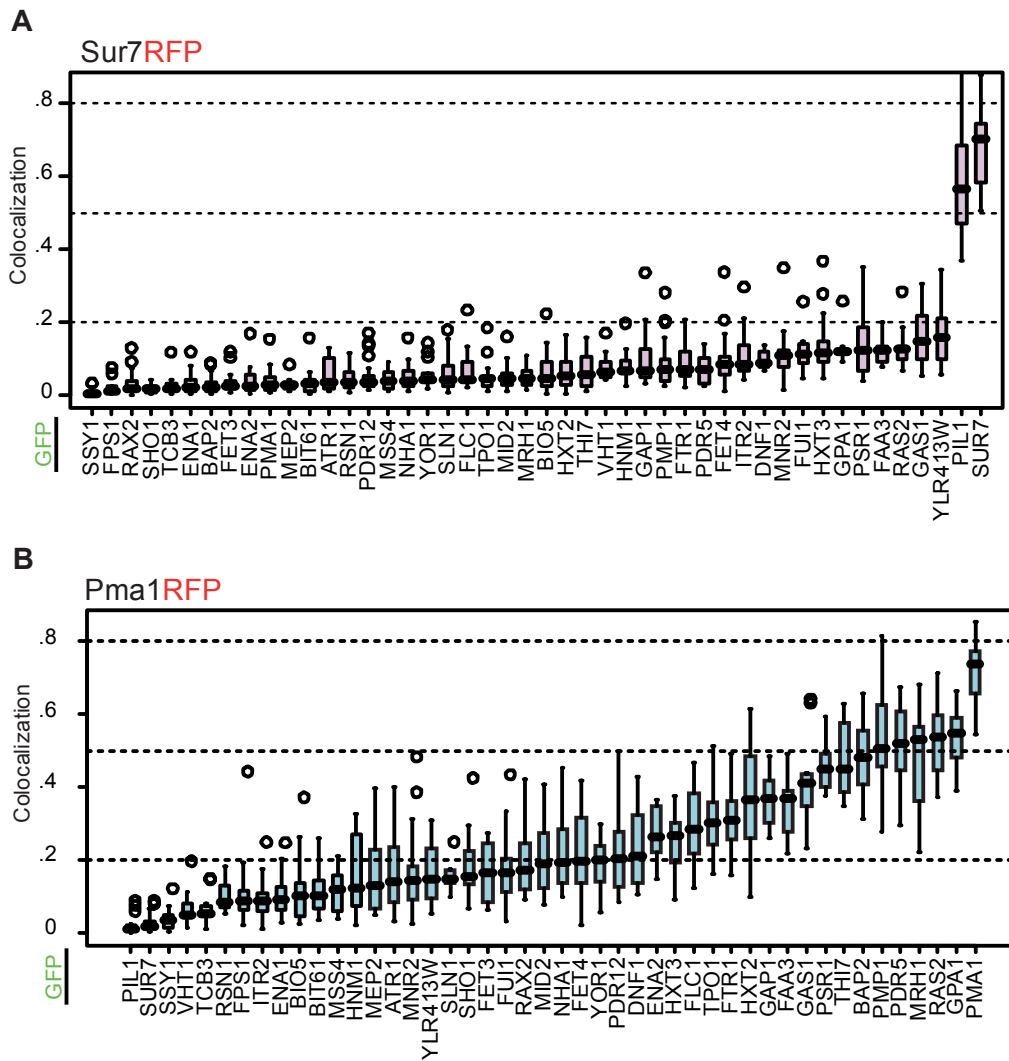 A
Sur7RFP
Colocalization
.8
.6
.4
.2
0
GFP
SSY1
FPS1
RAX2
SHO1
TCB3
ENA1
BAP2
FET3
ENA2
PMA1
MEP2
BIT61
ATR1
RSN1
PDR12
MSS4
NHA1
YOR1
SLN1
FLC1
TPO1
MID2
MRH1
BIO5
HXT2
THI7
VHT1
HNM1
GAP1
PMP1
FTR1
PDR5
FET4
ITR2
DNF1
MNR2
FUI1
HXT3
GPA1
PSR1
FAA3
RAS2
GAS1
YLR413W
PIL1
SUR7
B
Pma1RFP
Colocalization
.8
.6
.4
.2
0
GFP
PIL1
SUR7
SSY1
VHT1
TCB3
RSN1
FPS1
ITR2
ENA1
BIO5
BIT61
MSS4
HNM1
MEP2
ATR1
MNR2
YLR413W
SLN1
SHO1
FET3
FUI1
RAX2
MID2
NHA1
FET4
YOR1
PDR12
DNF1
ENA2
HXT3
FLC1
TPO1
FTR1
HXT2
GAP1
FAA3
GAS1
PSR1
THI7
BAP2
PMP1
PDR5
MRH1
RAS2
GPA1
PMA1